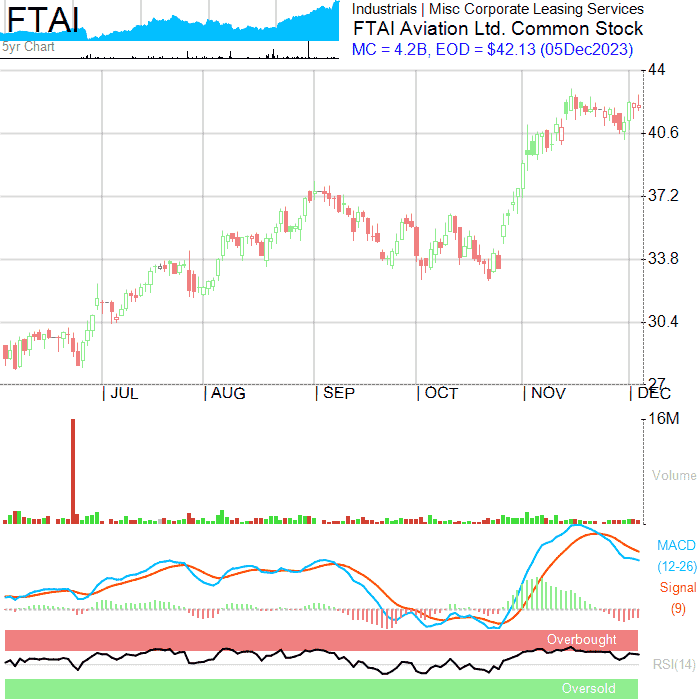 FTAI
5yr Chart
Industrials | Misc Corporate Leasing Services
FTAI Aviation Ltd. Common Stock
MC = 4.2B, EOD = $42.13 (05Dec2023)
44
40.6
37.2
33.8
30.4
27
JUL AUG SEP OCT NOV DEC
16M
Volume
MACD
(12-26)
Signal
(9)
Overbought
RSI(14)
Oversold